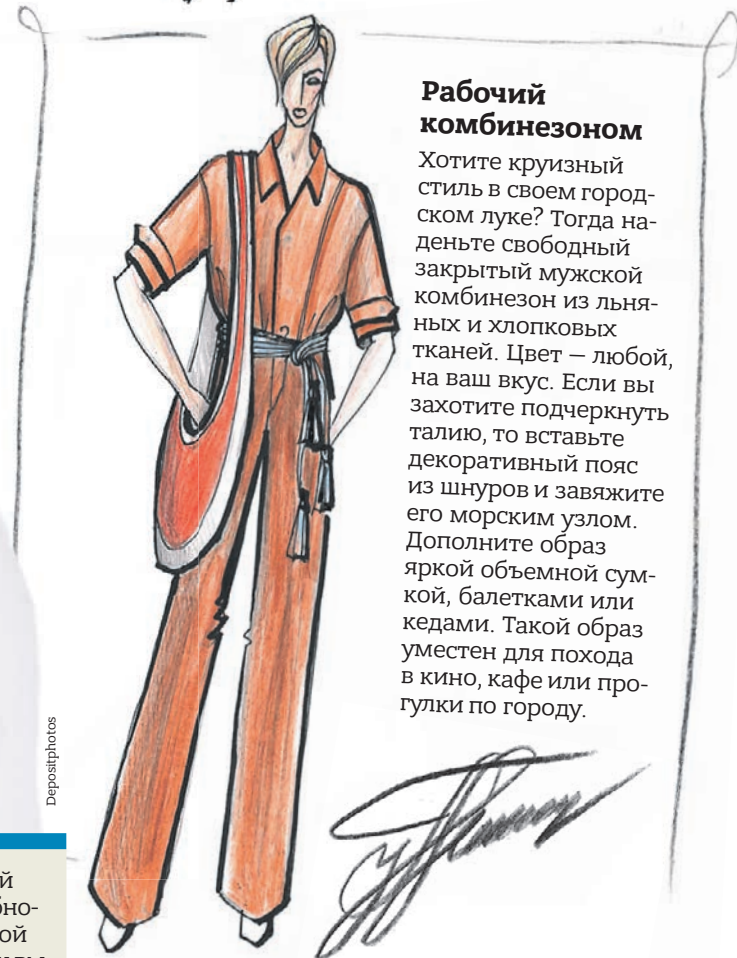 Рабочий
комбинезоном
Хотите круизный
стиль в своем город-
ском луке? Тогда на-
деньте свободный
закрытый мужской
комбинезон из льня-
ных и хлопковых
тканей. Цвет — любой,
на ваш вкус. Если вы
захотите подчеркнуть
талию, то вставьте
декоративный пояс
из шнуров и завяжите
его морским узлом.
Дополните образ
яркой объемной сум-
кой, балетками или
кедами. Такой образ
уместен для похода
в кино, кафе или про-
гулки по городу.
Depositphotos